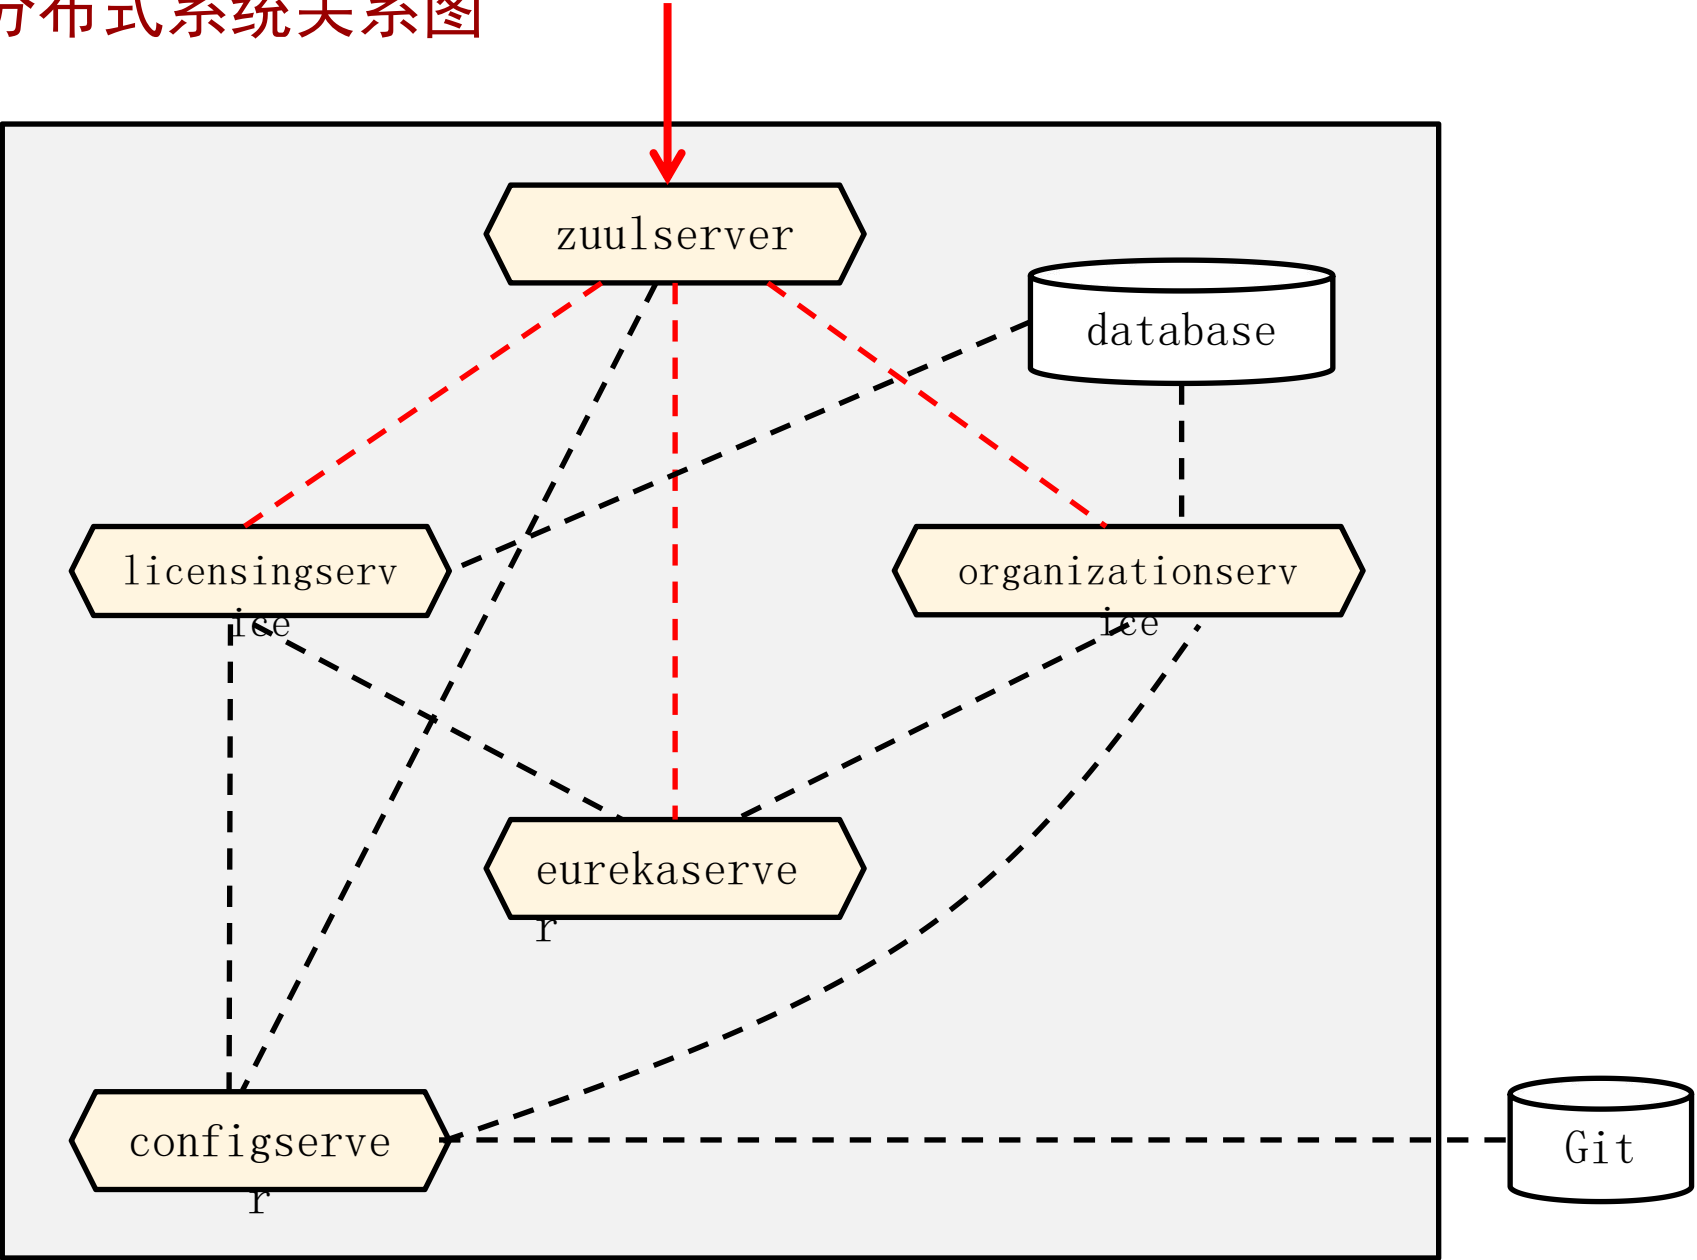 分布式系统关系图
zuulserver
database
licensingserv
ice
organizationserv
ice
eurekaserve
r
configserve
r
Git